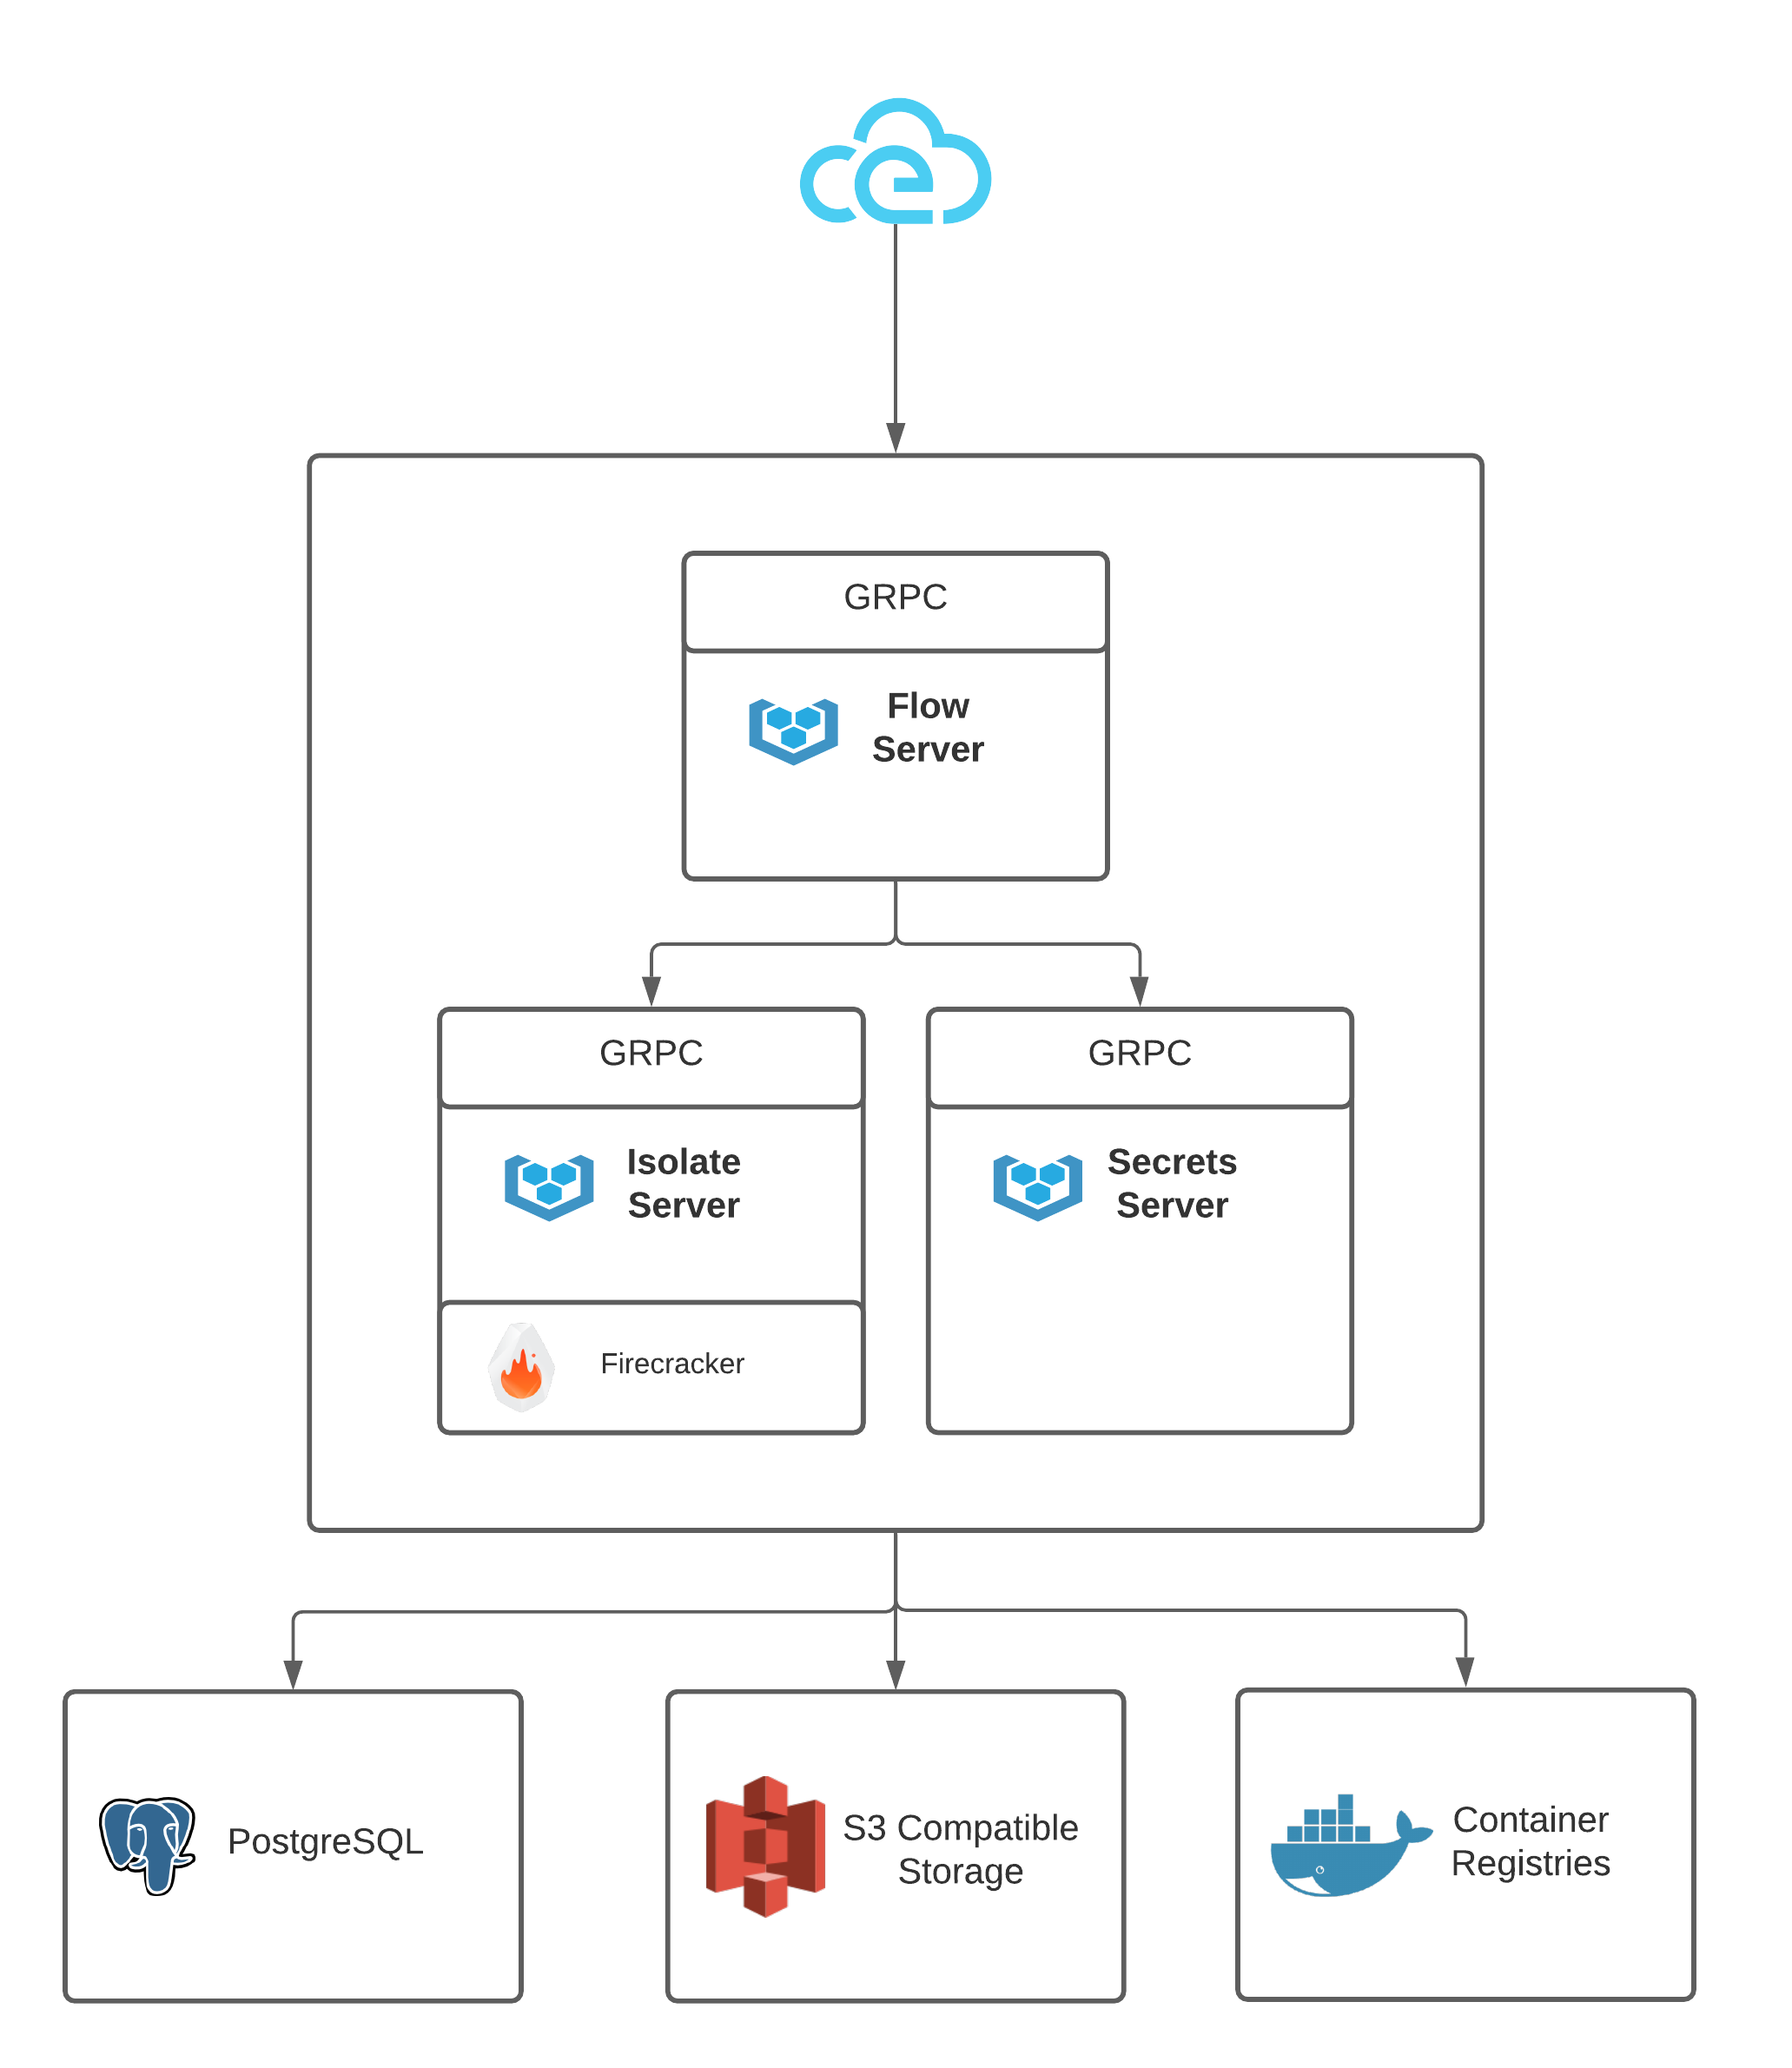 GRPC
Flow
Server
GRPC
Isolate
Server
Firecracker
GRPC
Secrets
Server
PostgreSQL
S3 Compatible
Storage
Container
Registries